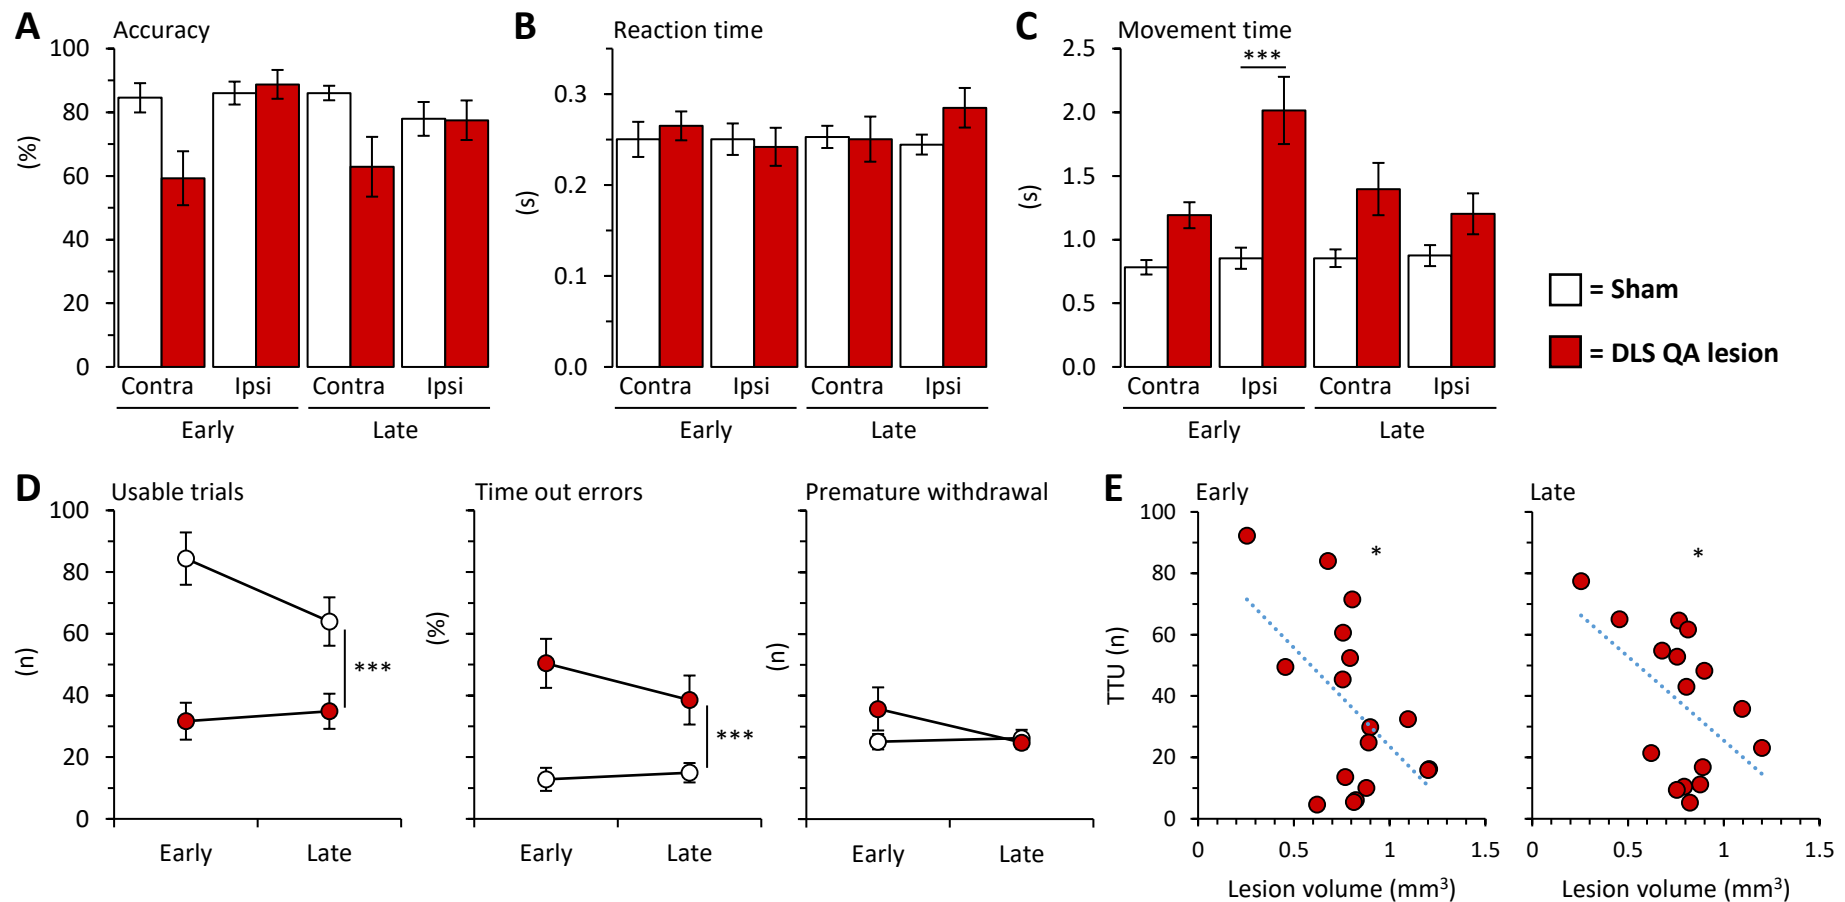 A
Accuracy
100
80
60
40
20
0
(%)
Contra
Ipsi
Contra
Ipsi
Early
Late
B
Reaction time
0.3
0.2
0.1
0.0
(s)
Contra
Ipsi
Contra
Ipsi
Early
Late
C
Movement time
***
2.5
2.0
1.5
1.0
0.5
0.0
(s)
Contra
Ipsi
Contra
Ipsi
Early
Late
= Sham
= DLS QA lesion
D
Usable trials
100
80
60
40
20
0
(n)
***
Early
Late
Time out errors
(%)
***
Early
Late
Premature withdrawal
(n)
Early
Late
E
Early
100
80
60
40
20
0
TTU (n)
*
0
0.5
1
1.5
Lesion volume (mm³)
Late
*
0
0.5
1
1.5
Lesion volume (mm³)